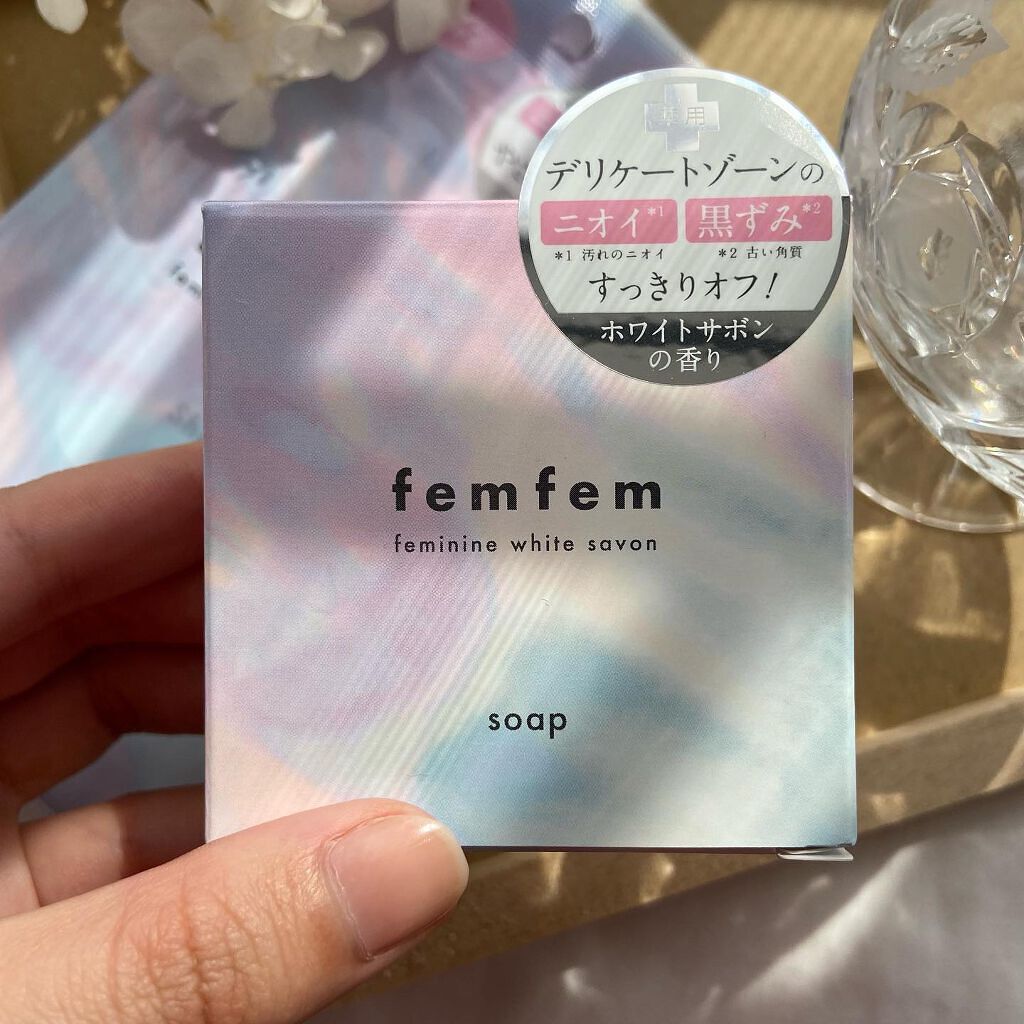 薬用
デリケートゾーンの
ニオイ*1 黒ずみ*2
*1 汚れのニオイ *2 古い角質
すっきりオフ!
ホワイトサボン
の香り
femfem
feminine white savon
soap